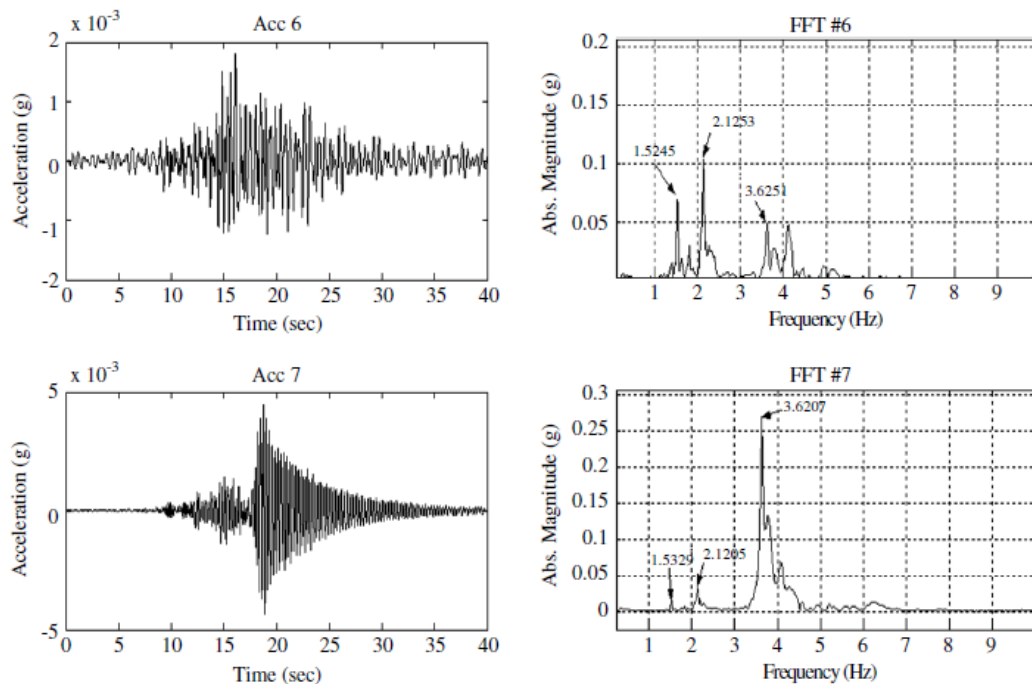 x 10⁻³
Acc 6
2
1
0
-1
-2
Acceleration (g)
0 5 10 15 20 25 30 35 40
Time (sec)
FFT #6
0.2
0.15
0.1
0.05
Abs. Magnitude (g)
1.5245
2.1253
3.6251
1 2 3 4 5 6 7 8 9
Frequency (Hz)
x 10⁻³
Acc 7
5
0
-5
Acceleration (g)
0 5 10 15 20 25 30 35 40
Time (sec)
FFT #7
0.3
0.25
0.2
0.15
0.1
0.05
0
Abs. Magnitude (g)
1.5329
2.1205
3.6207
1 2 3 4 5 6 7 8 9
Frequency (Hz)